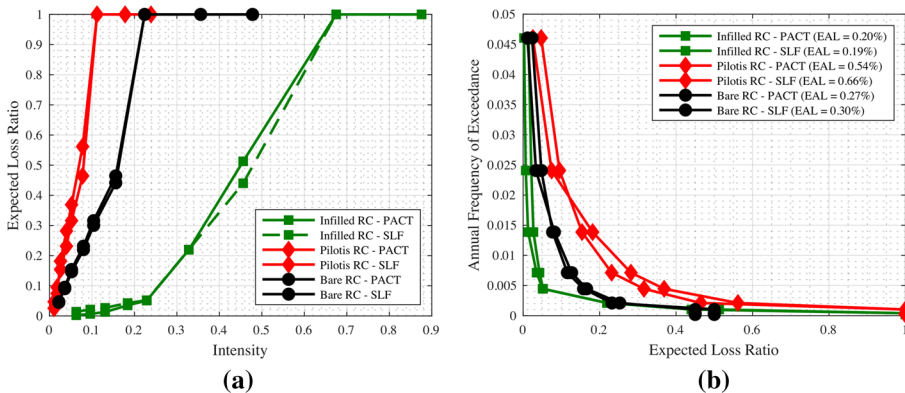 Expected Loss Ratio
1
0.9
0.8
0.7
0.6
0.5
0.4
0.3
0.2
0.1
0
Infilled RC - PACT
Infilled RC - SLF
Pilotis RC - PACT
Pilotis RC - SLF
Bare RC - PACT
Bare RC - SLF
0 0.1 0.2 0.3 0.4 0.5 0.6 0.7 0.8 0.9
Intensity
(a)
Annual Frequency of Exceedance
0.05
0.045
0.04
0.035
0.03
0.025
0.02
0.015
0.01
0.005
0
Infilled RC - PACT (EAL = 0.20%)
Infilled RC - SLF (EAL = 0.19%)
Pilotis RC - PACT (EAL = 0.54%)
Pilotis RC - SLF (EAL = 0.66%)
Bare RC - PACT (EAL = 0.27%)
Bare RC - SLF (EAL = 0.30%)
0 0.2 0.4 0.6 0.8 1
Expected Loss Ratio
(b)